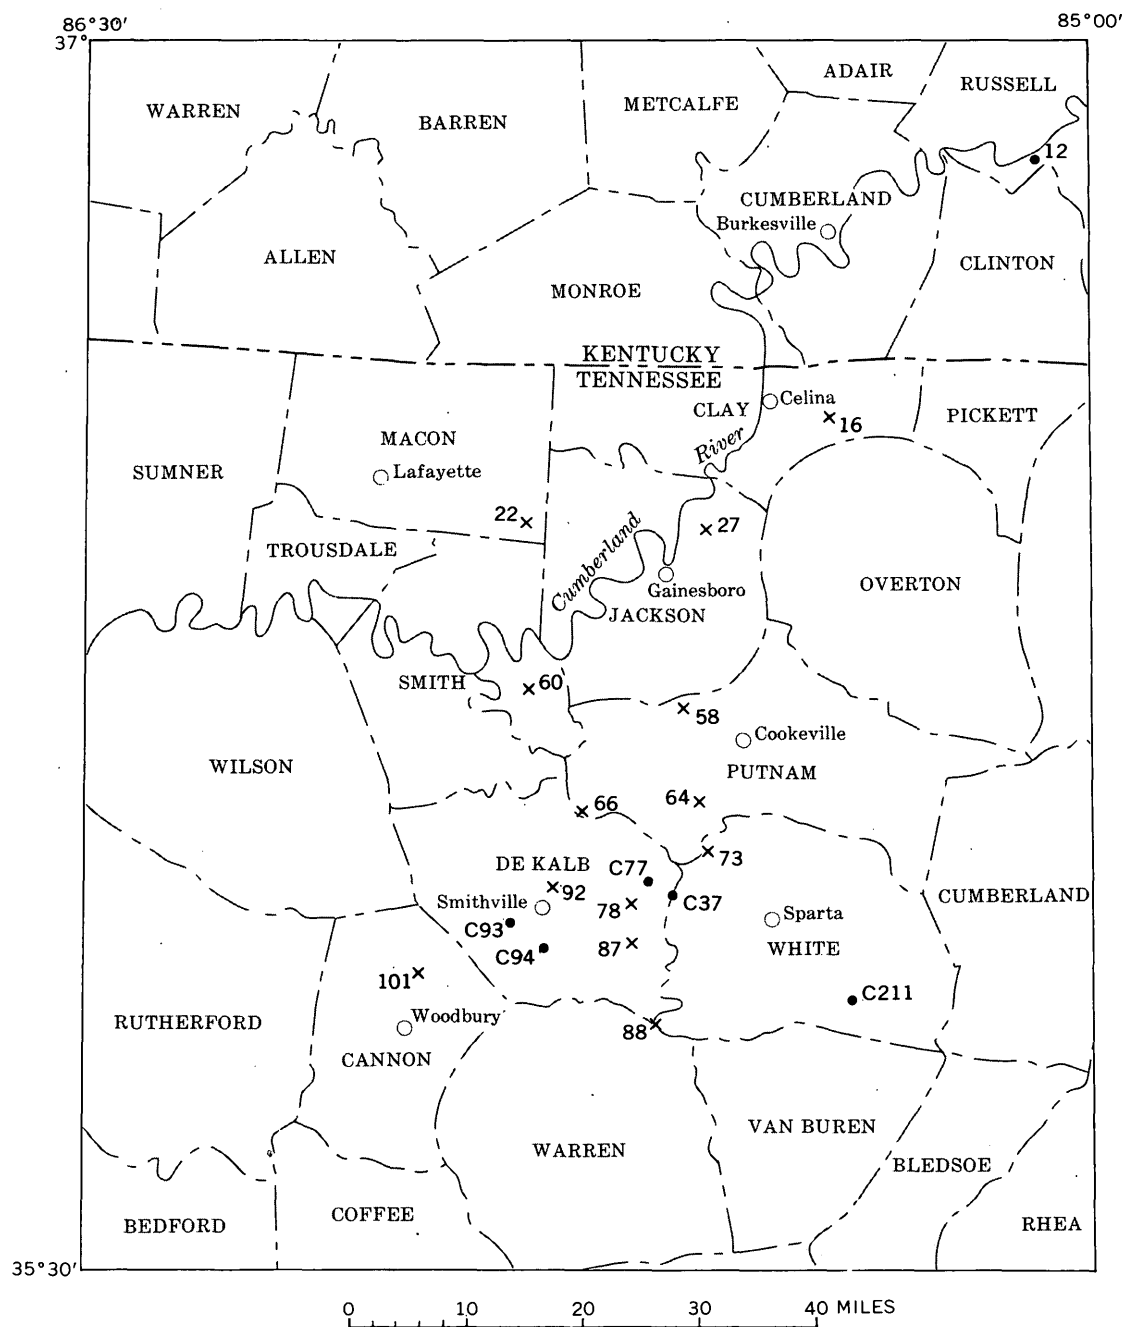 86°30′
85°00′
37°
ADAIR
RUSSELL
WARREN
BARREN
METCALFE
12
CUMBERLAND
Burkesville
ALLEN
CLINTON
MONROE
KENTUCKY
TENNESSEE
CLAY
Celina
16
PICKETT
MACON
River
SUMNER
Lafayette
22
27
TROUSDALE
Cumberland
Gainesboro
OVERTON
JACKSON
SMITH
60
58
Cookeville
WILSON
PUTNAM
66
64
73
DE KALB
C77
92
Smithville
78
C37
CUMBERLAND
C93
Sparta
C94
87
WHITE
101
C211
Woodbury
RUTHERFORD
88
CANNON
VAN BUREN
WARREN
BLEDSOE
COFFEE
BEDFORD
RHEA
35°30′
0 10 20 30 40 MILES